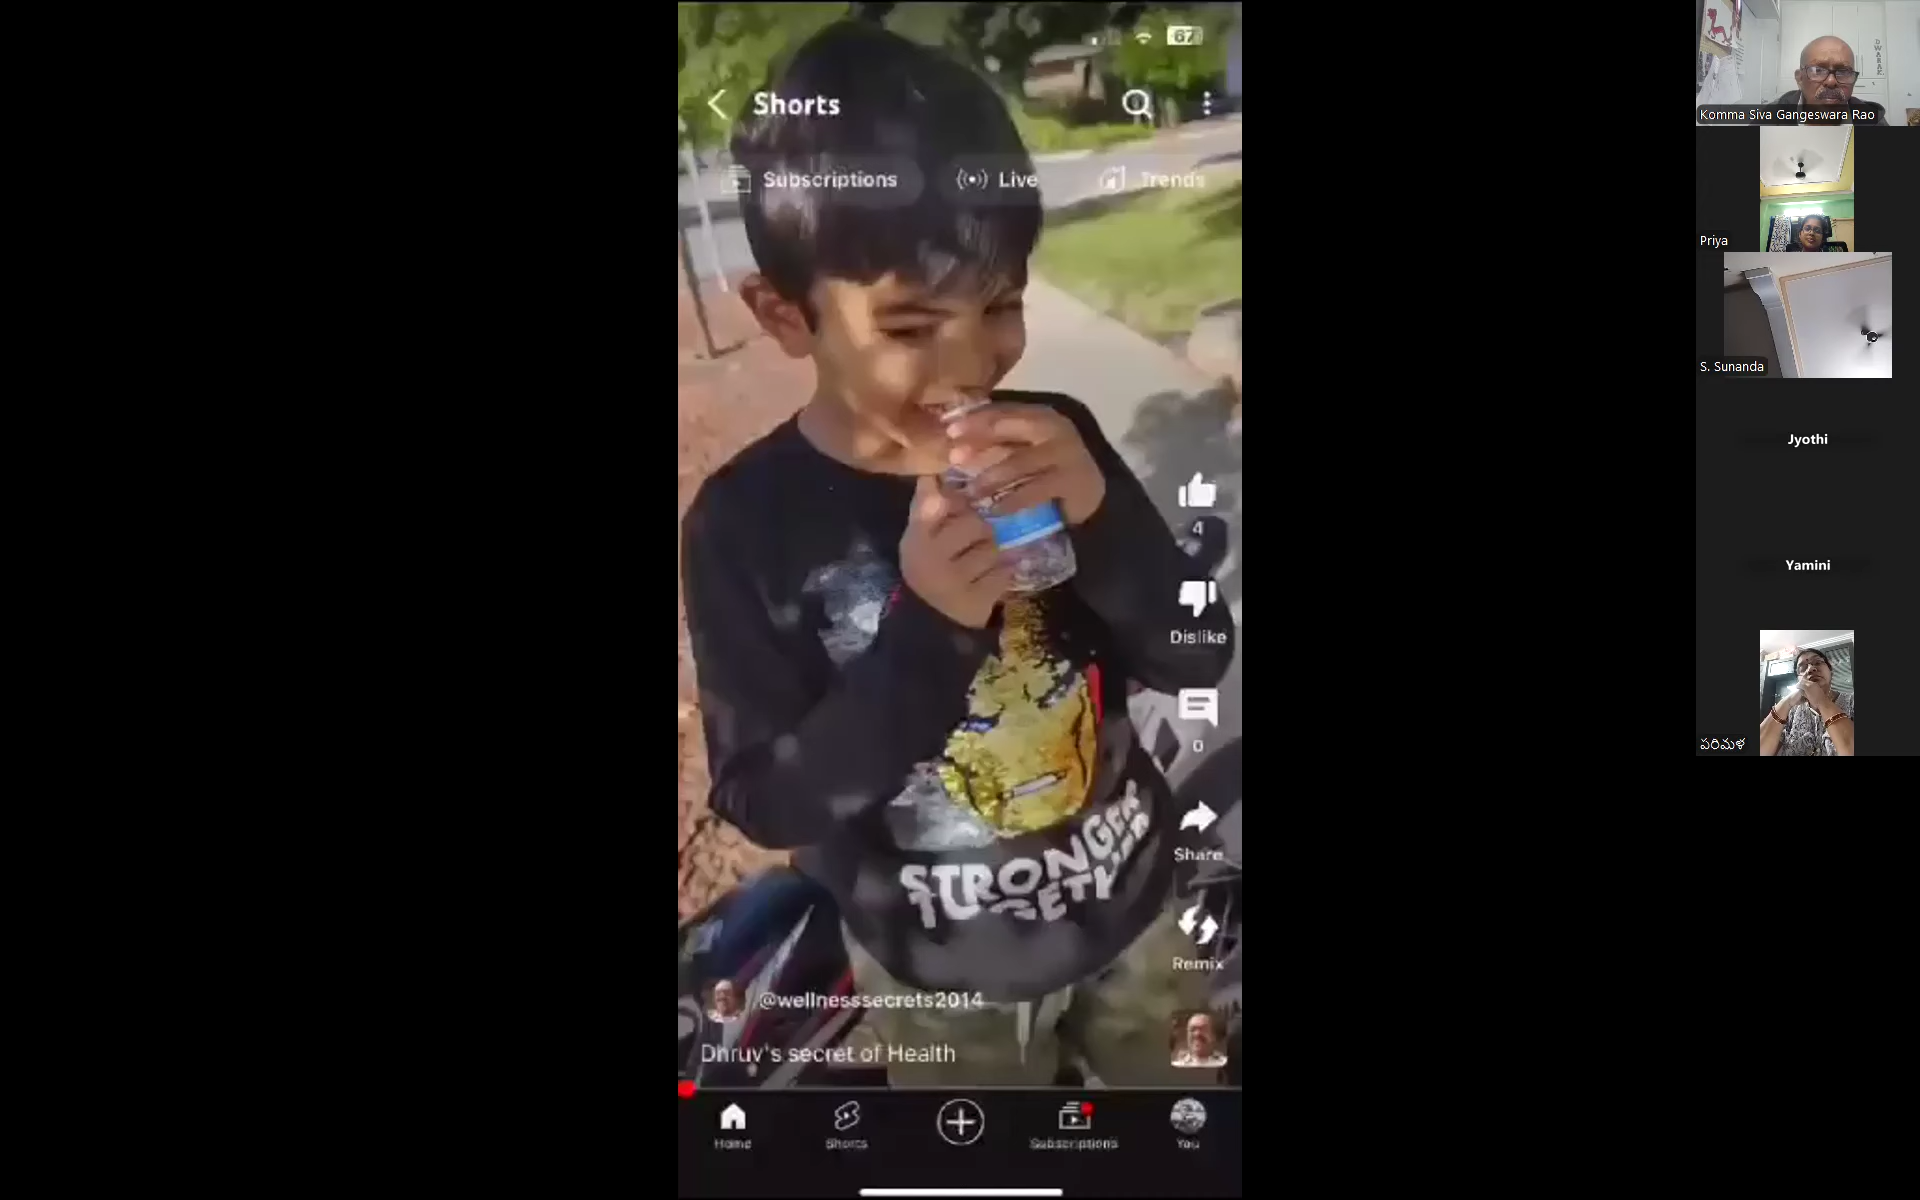 67
Shorts
Subscriptions
Live
Trends
4
Dislike
0
STRONGER
Share
Remix
@wellnesssecrets2014
Dhruv's secret of Health
Home
Shorts
Subscriptions
You
DWARAK
Komma Siva Gangeswara Rao
Priya
S. Sunanda
Jyothi
Yamini
పరిమళ